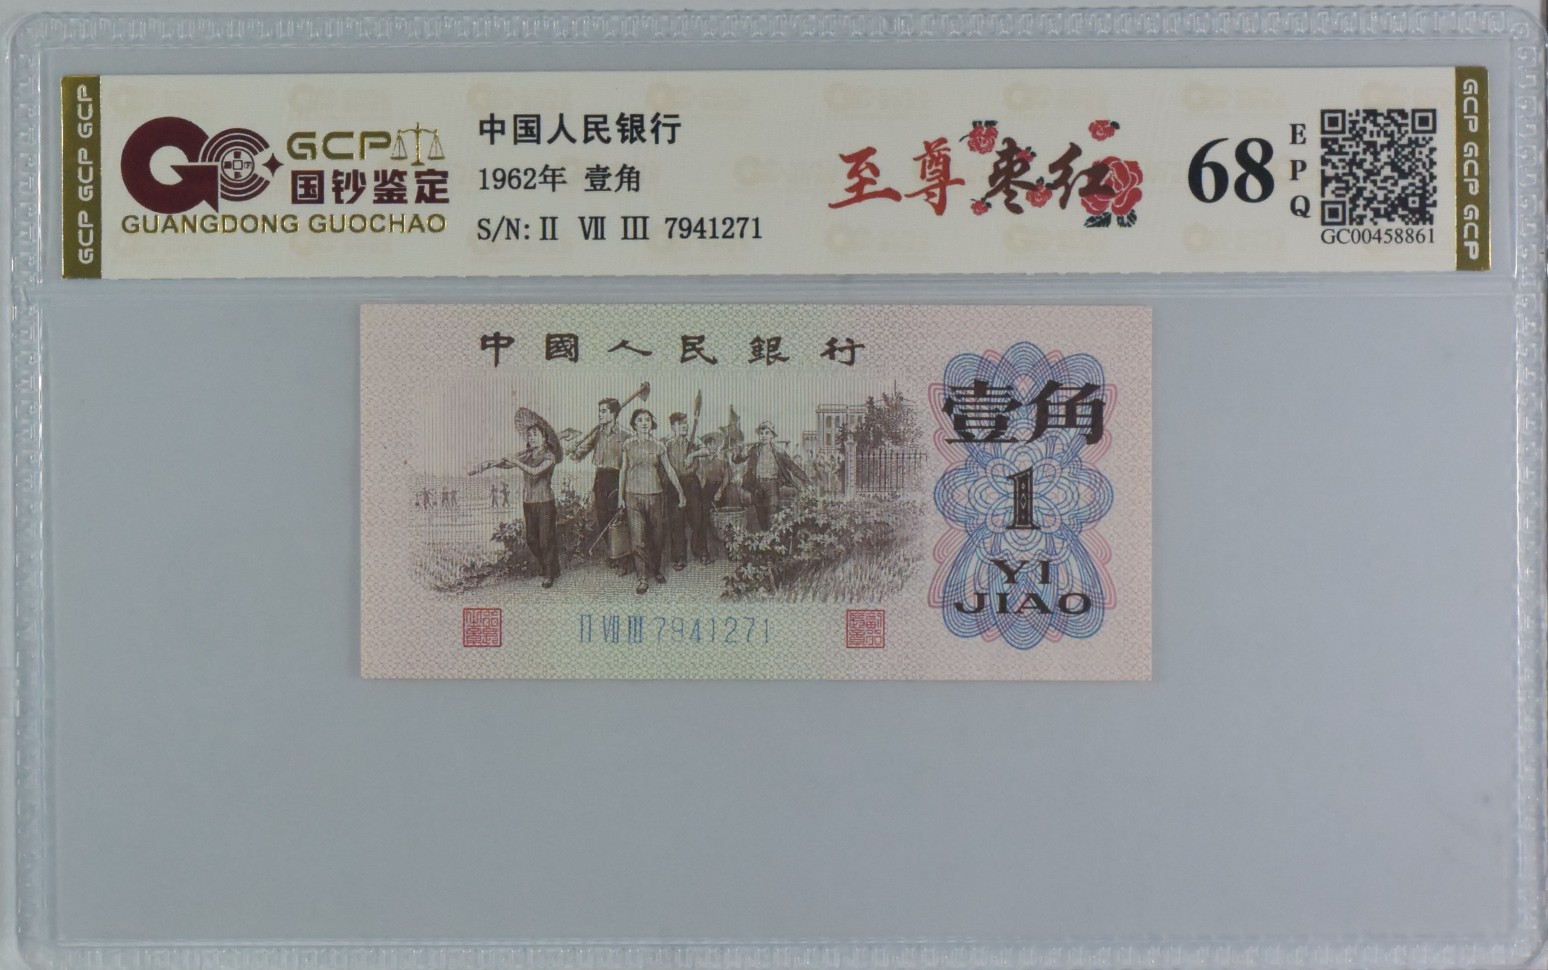 GCP GCP GCP
GCP
国钞鉴定
GUANGDONG GUOCHAO
中国人民银行
1962年 壹角
S/N: II VII III 7941271
至尊枣红
68
EPQ
GC00458861
GCP GCP GCP
中國人民銀行
壹角
1
YI
JIAO
II VII III 7941271